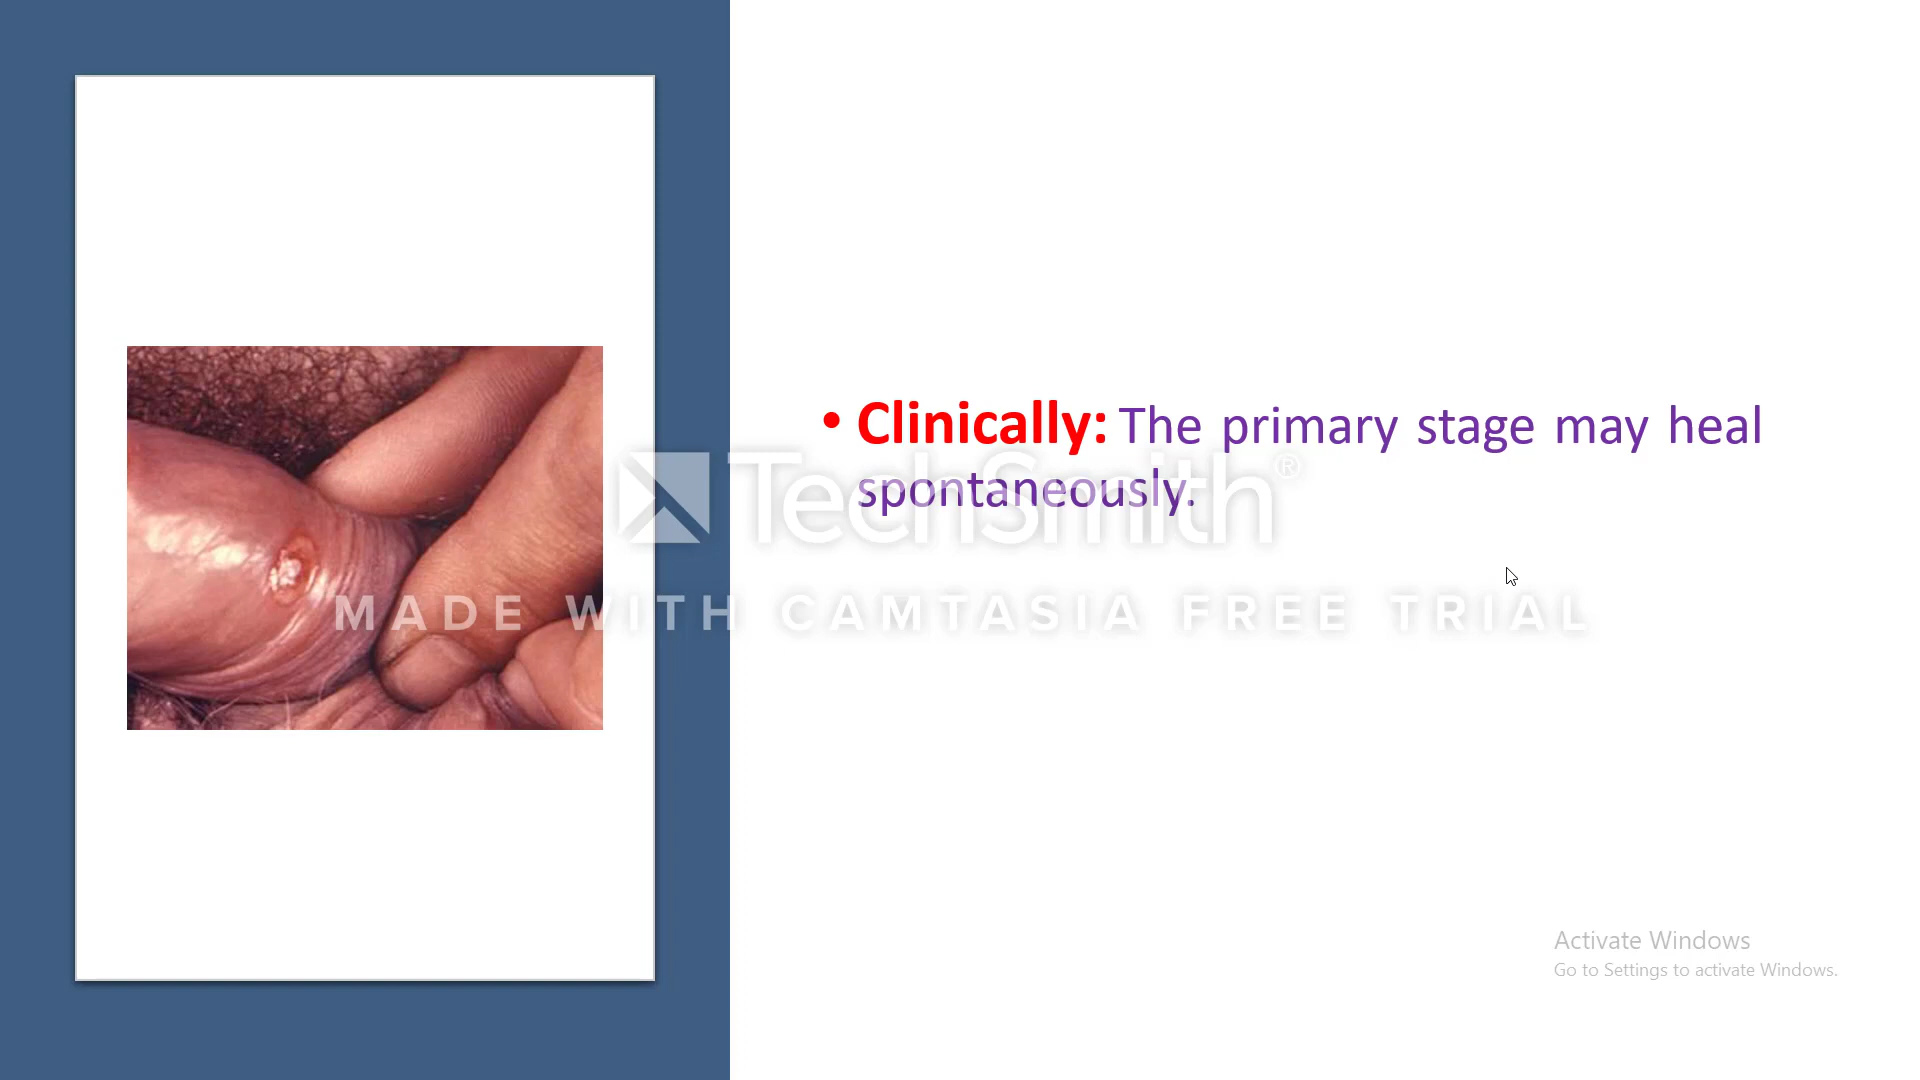 • Clinically: The primary stage may heal
spontaneously.
TechSmith®
MADE WITH CAMTASIA FREE TRIAL
Activate Windows
Go to Settings to activate Windows.